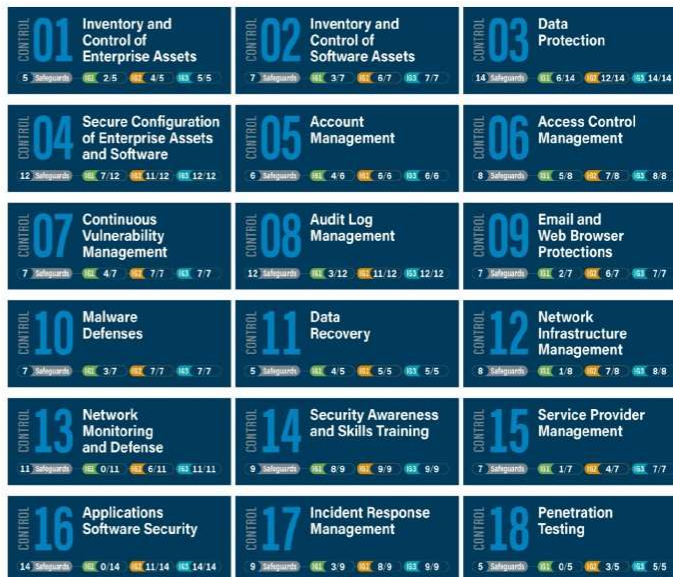 CONTROL
01
Inventory and
Control of
Enterprise Assets
5 Safeguards IG1 2/5 IG2 4/5 IG3 5/5
CONTROL
02
Inventory and
Control of
Software Assets
7 Safeguards IG1 3/7 IG2 6/7 IG3 7/7
CONTROL
03
Data
Protection
14 Safeguards IG1 6/14 IG2 12/14 IG3 14/14
CONTROL
04
Secure Configuration
of Enterprise Assets
and Software
12 Safeguards IG1 7/12 IG2 11/12 IG3 12/12
CONTROL
05
Account
Management
6 Safeguards IG1 4/6 IG2 6/6 IG3 6/6
CONTROL
06
Access Control
Management
8 Safeguards IG1 5/8 IG2 7/8 IG3 8/8
CONTROL
07
Continuous
Vulnerability
Management
7 Safeguards IG1 4/7 IG2 7/7 IG3 7/7
CONTROL
08
Audit Log
Management
12 Safeguards IG1 3/12 IG2 11/12 IG3 12/12
CONTROL
09
Email and
Web Browser
Protections
7 Safeguards IG1 2/7 IG2 6/7 IG3 7/7
CONTROL
10
Malware
Defenses
7 Safeguards IG1 3/7 IG2 7/7 IG3 7/7
CONTROL
11
Data
Recovery
5 Safeguards IG1 4/5 IG2 5/5 IG3 5/5
CONTROL
12
Network
Infrastructure
Management
8 Safeguards IG1 1/8 IG2 7/8 IG3 8/8
CONTROL
13
Network
Monitoring
and Defense
11 Safeguards IG1 0/11 IG2 6/11 IG3 11/11
CONTROL
14
Security Awareness
and Skills Training
9 Safeguards IG1 8/9 IG2 9/9 IG3 9/9
CONTROL
15
Service Provider
Management
7 Safeguards IG1 1/7 IG2 4/7 IG3 7/7
CONTROL
16
Applications
Software Security
14 Safeguards IG1 0/14 IG2 11/14 IG3 14/14
CONTROL
17
Incident Response
Management
9 Safeguards IG1 3/9 IG2 8/9 IG3 9/9
CONTROL
18
Penetration
Testing
5 Safeguards IG1 0/5 IG2 3/5 IG3 5/5